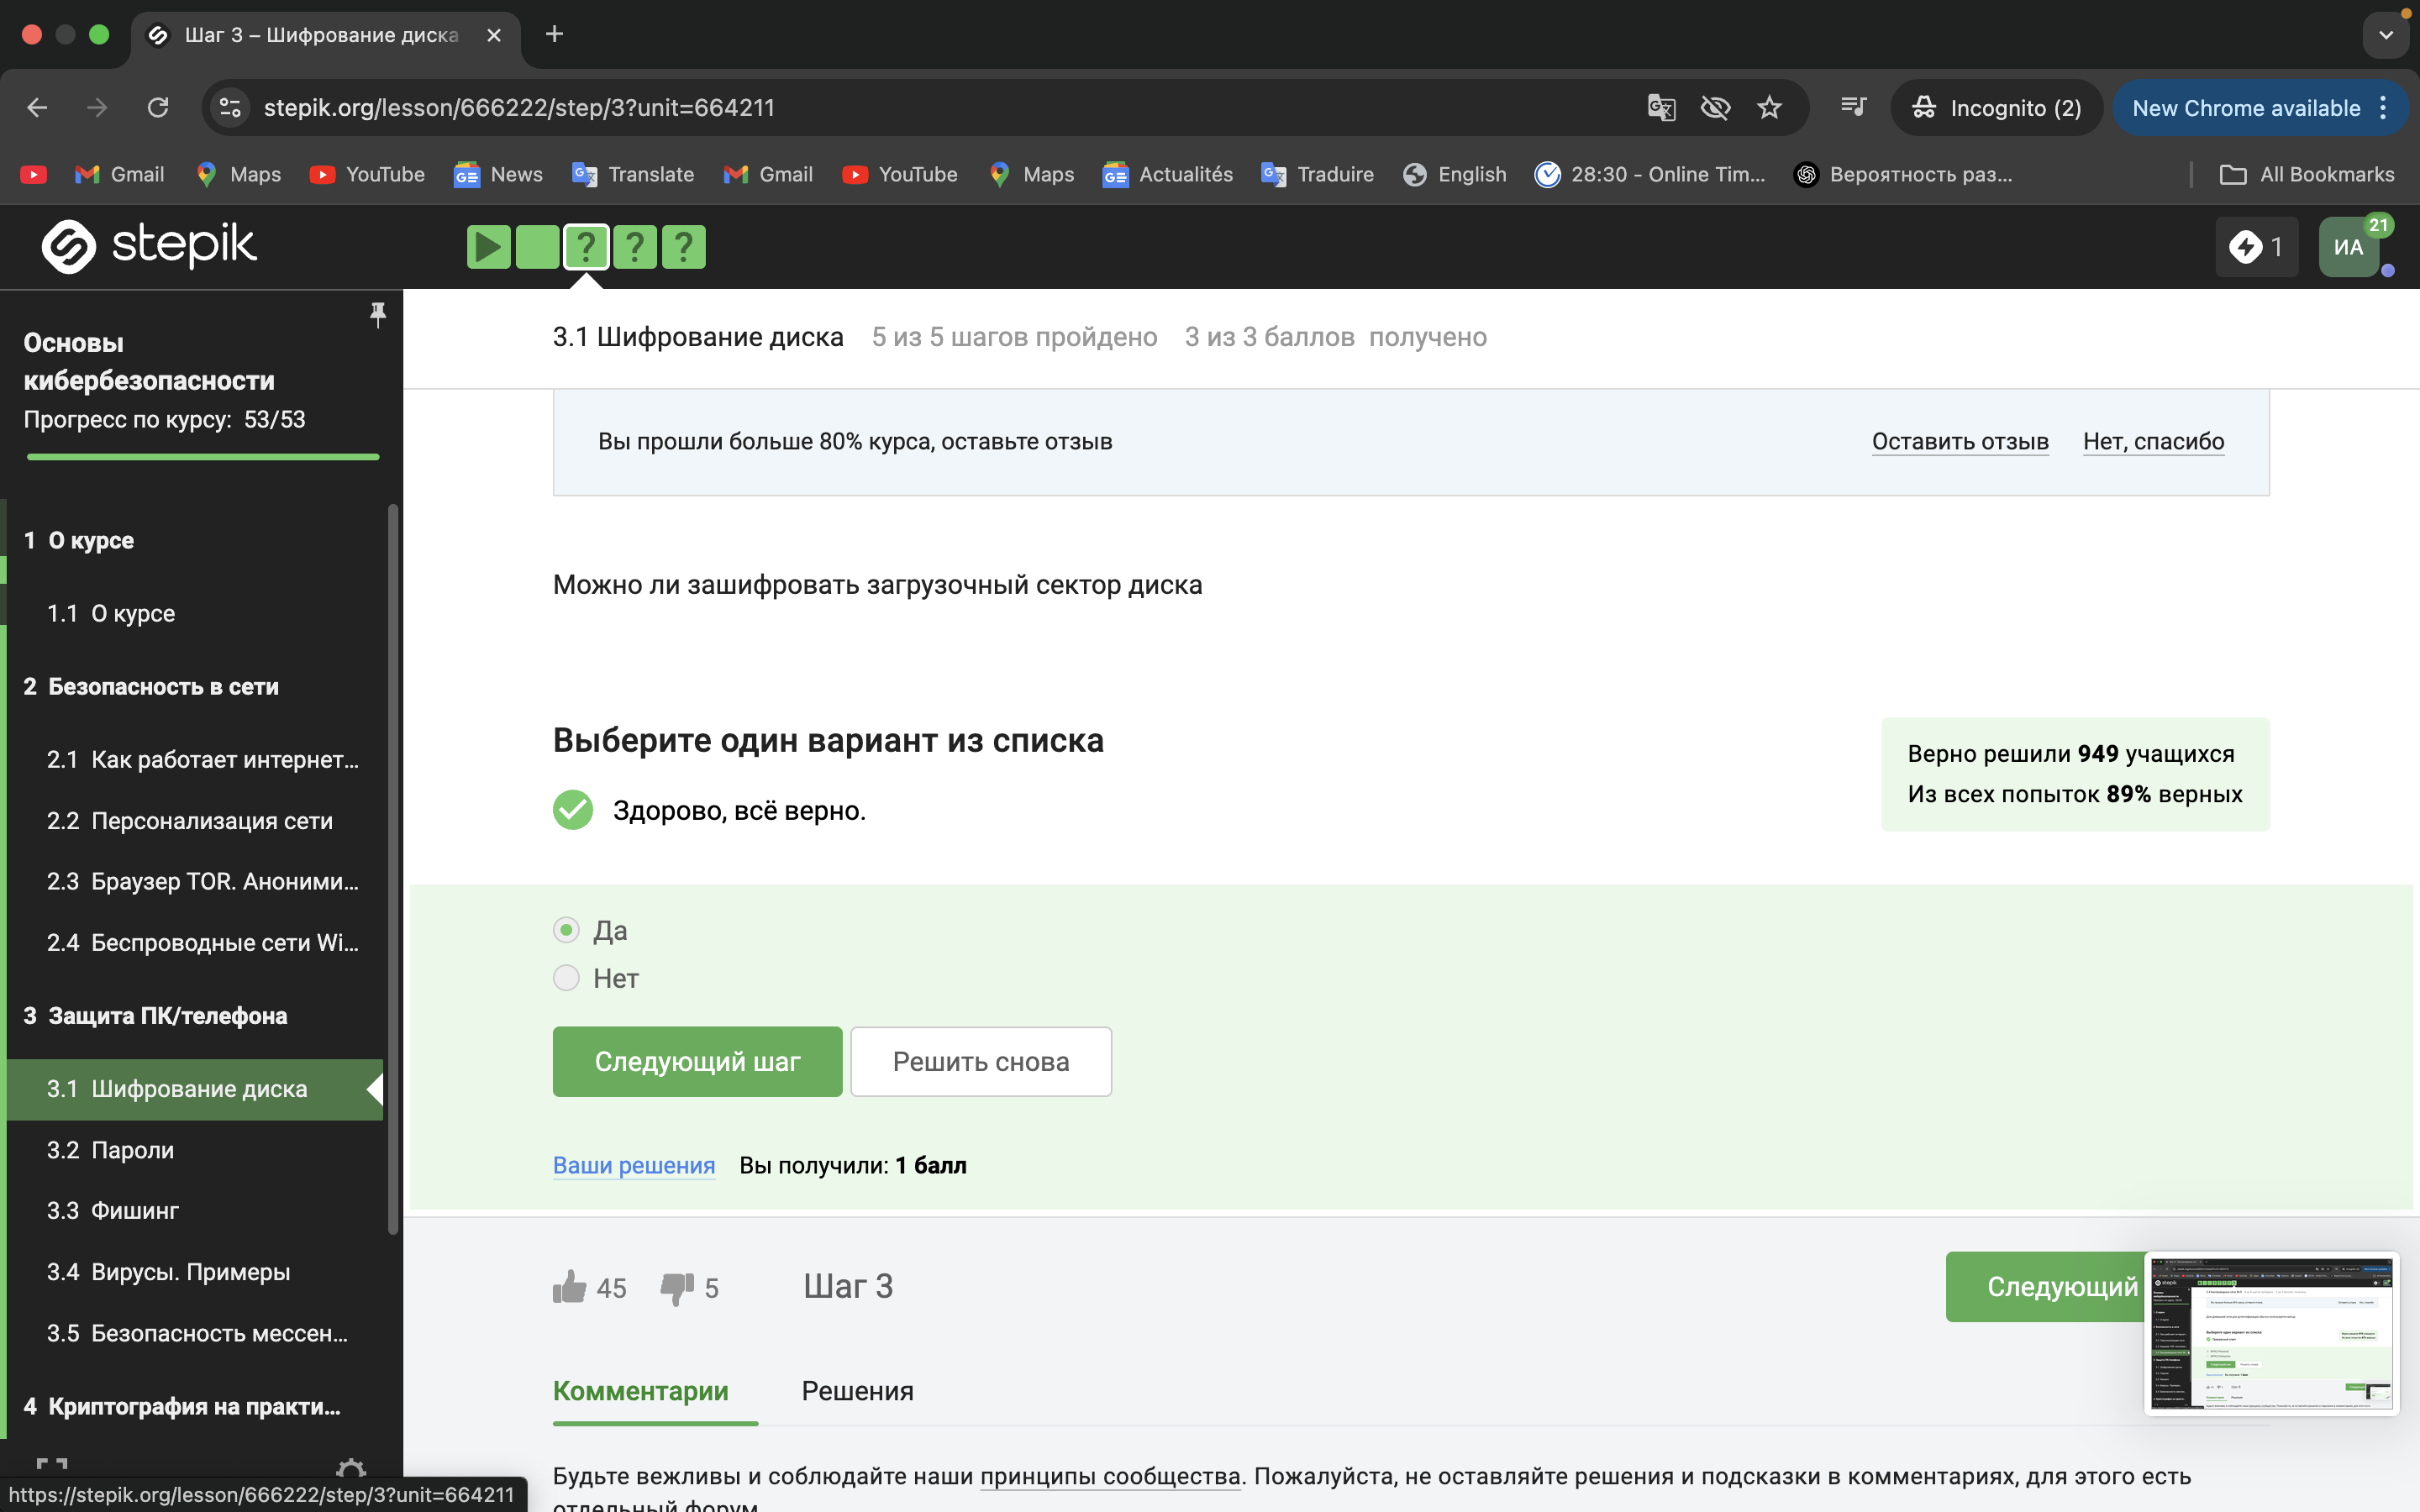 Шаг 3 – Шифрование диска
stepik.org/lesson/666222/step/3?unit=664211
Incognito (2)
New Chrome available
Gmail
Maps
YouTube
News
Translate
Gmail
YouTube
Maps
Actualités
Traduire
English
28:30 - Online Tim...
Вероятность раз...
All Bookmarks
stepik
?
?
?
1
ИА
21
Основы
кибербезопасности
Прогресс по курсу: 53/53
1 О курсе
1.1 О курсе
2 Безопасность в сети
2.1 Как работает интернет...
2.2 Персонализация сети
2.3 Браузер TOR. Анонимн...
2.4 Беспроводные сети Wi...
3 Защита ПК/телефона
3.1 Шифрование диска
3.2 Пароли
3.3 Фишинг
3.4 Вирусы. Примеры
3.5 Безопасность мессен...
4 Криптография на практи...
https://stepik.org/lesson/666222/step/3?unit=664211
3.1 Шифрование диска 5 из 5 шагов пройдено 3 из 3 баллов получено
Вы прошли больше 80% курса, оставьте отзыв
Оставить отзыв Нет, спасибо
Можно ли зашифровать загрузочный сектор диска
Выберите один вариант из списка
Здорово, всё верно.
Верно решили 949 учащихся
Из всех попыток 89% верных
Да
Нет
Следующий шаг
Решить снова
Ваши решения Вы получили: 1 балл
45
5
Шаг 3
Следующий
Комментарии
Решения
Будьте вежливы и соблюдайте наши принципы сообщества. Пожалуйста, не оставляйте решения и подсказки в комментариях, для этого есть
отдельный форум